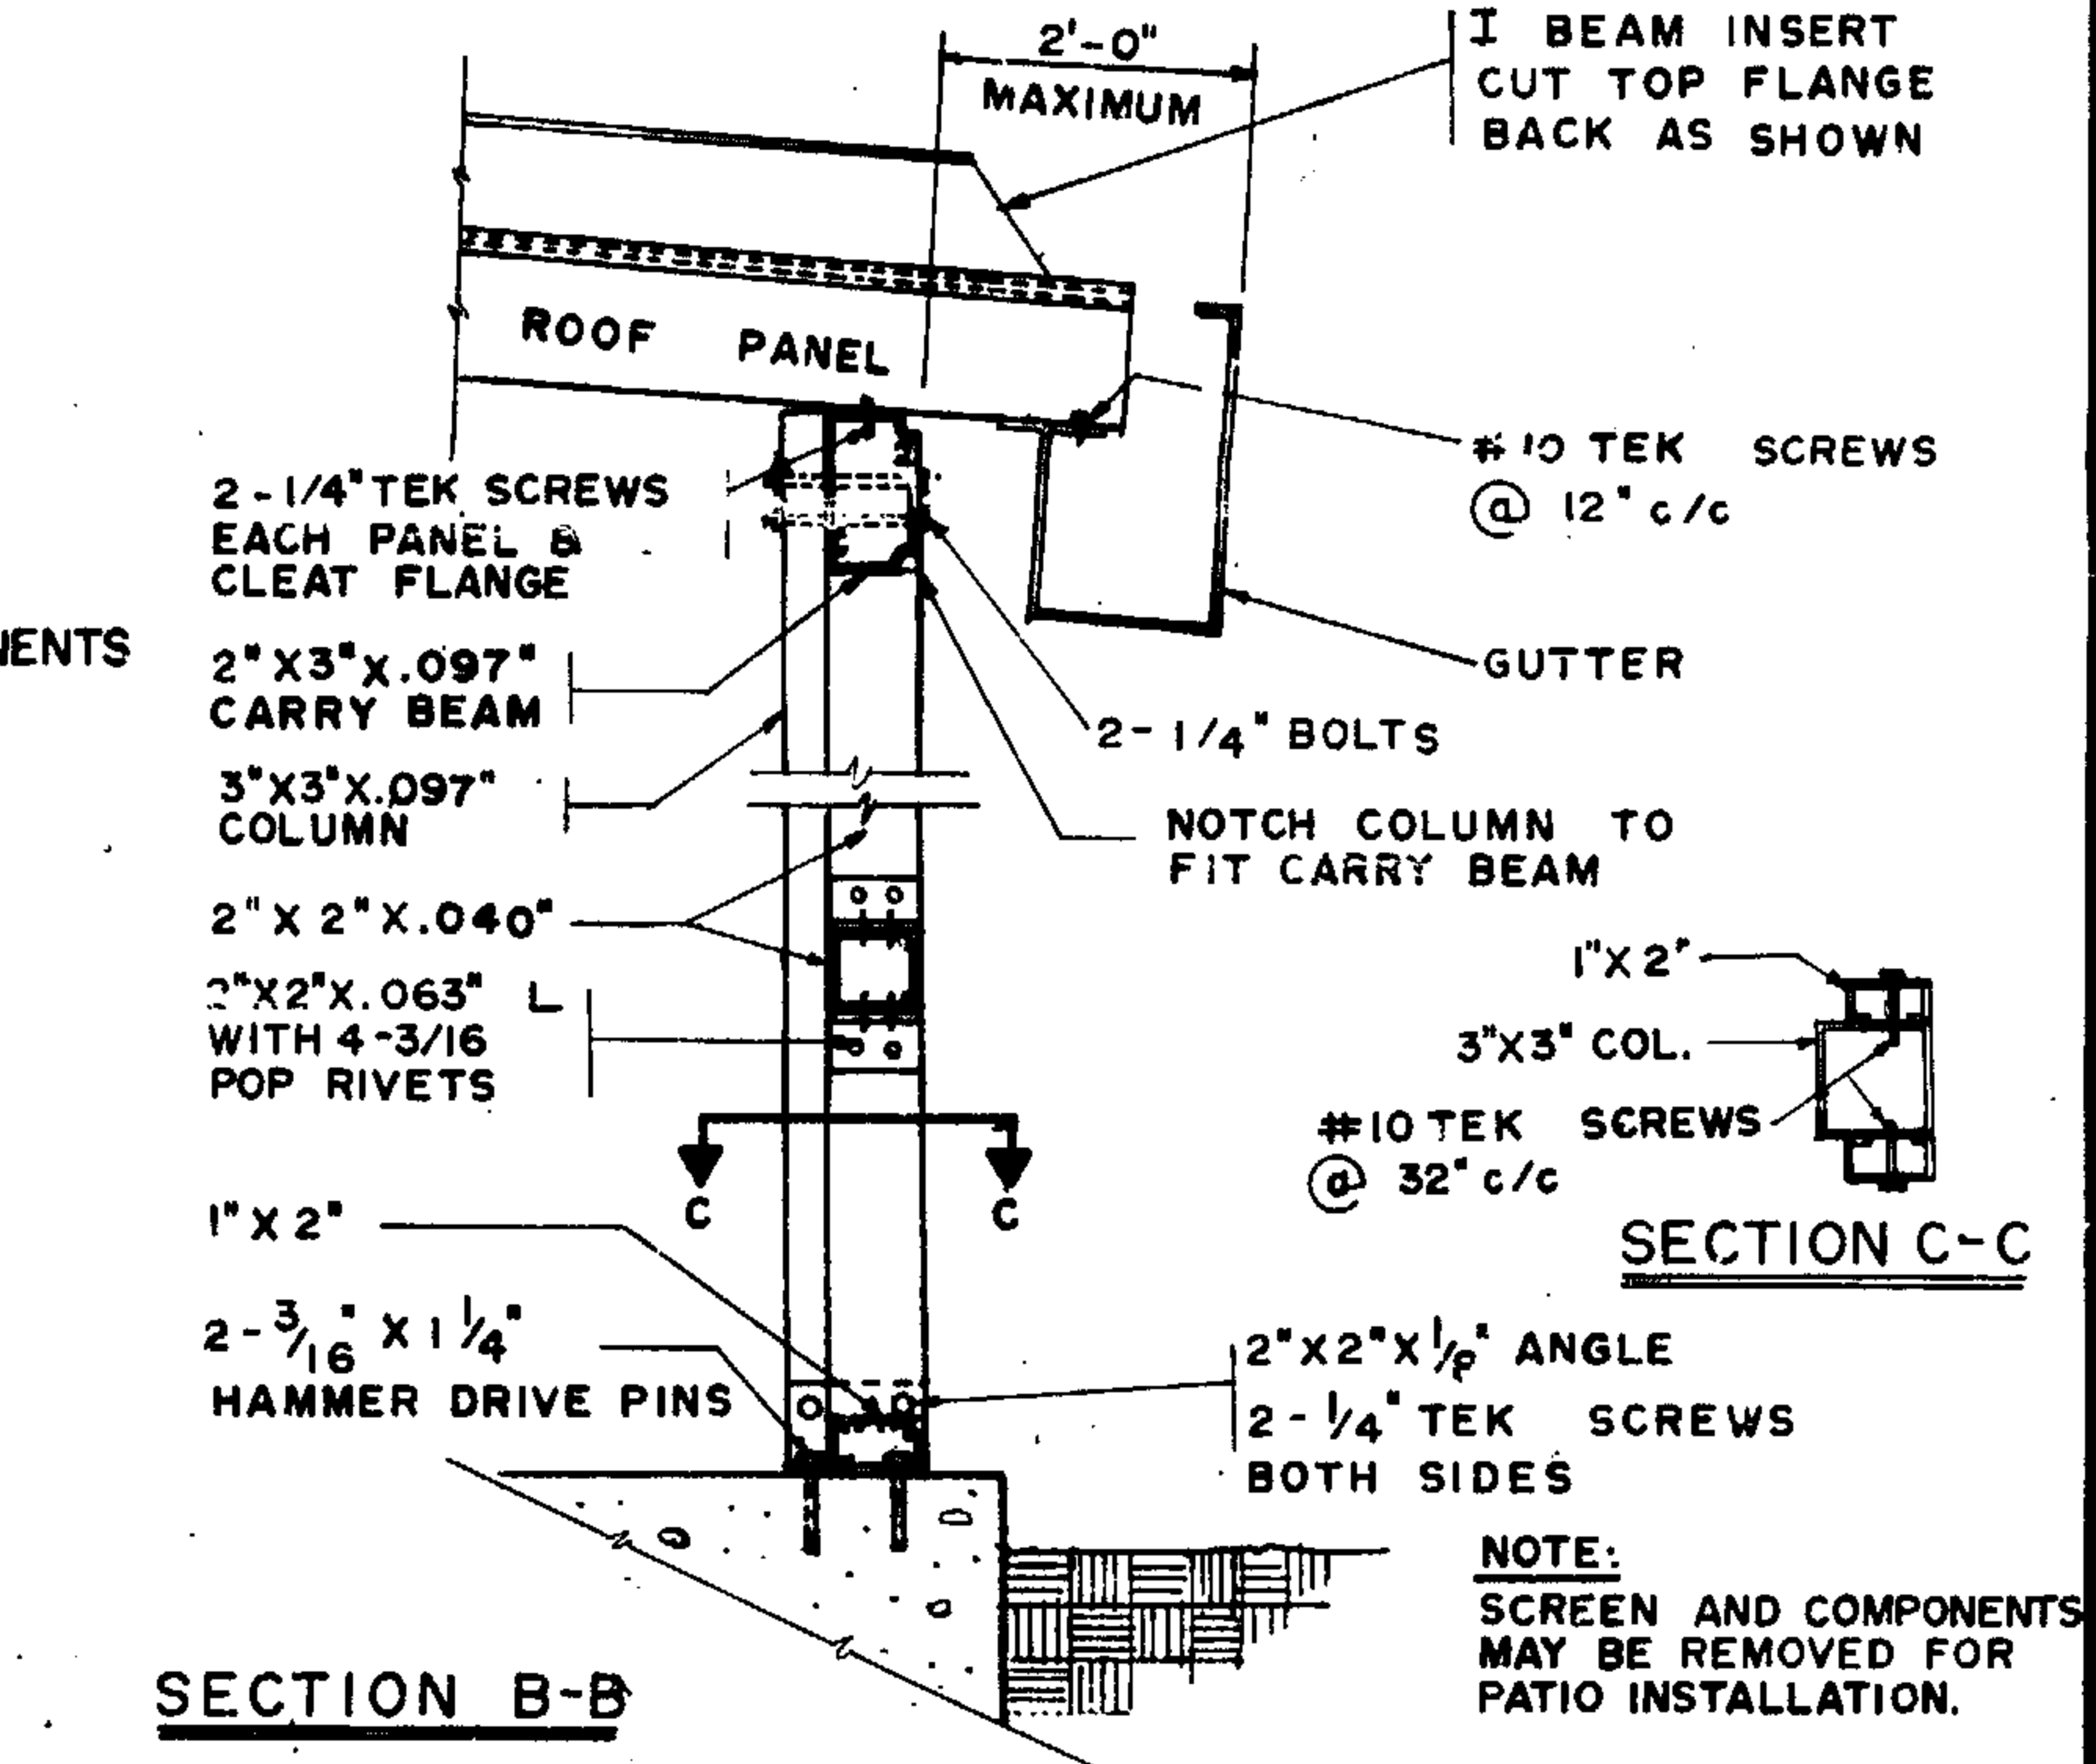 2'-0"
MAXIMUM
I BEAM INSERT
CUT TOP FLANGE
BACK AS SHOWN
ROOF PANEL
2-1/4" TEK SCREWS
EACH PANEL &
CLEAT FLANGE
#10 TEK SCREWS
@ 12" c/c
2"X3"X.097"
CARRY BEAM
GUTTER
2-1/4" BOLTS
3"X3"X.097"
COLUMN
NOTCH COLUMN TO
FIT CARRY BEAM
2"X 2"X.040"
2"X2"X.063" L
WITH 4-3/16
POP RIVETS
1"X 2"
3"X3" COL.
#10 TEK SCREWS
@ 32" c/c
SECTION C-C
C C
1"X 2"
2-3/16" X 1 1/4"
HAMMER DRIVE PINS
2"X2"X1/8" ANGLE
2-1/4" TEK SCREWS
BOTH SIDES
NOTE:
SCREEN AND COMPONENTS
MAY BE REMOVED FOR
PATIO INSTALLATION.
SECTION B-B